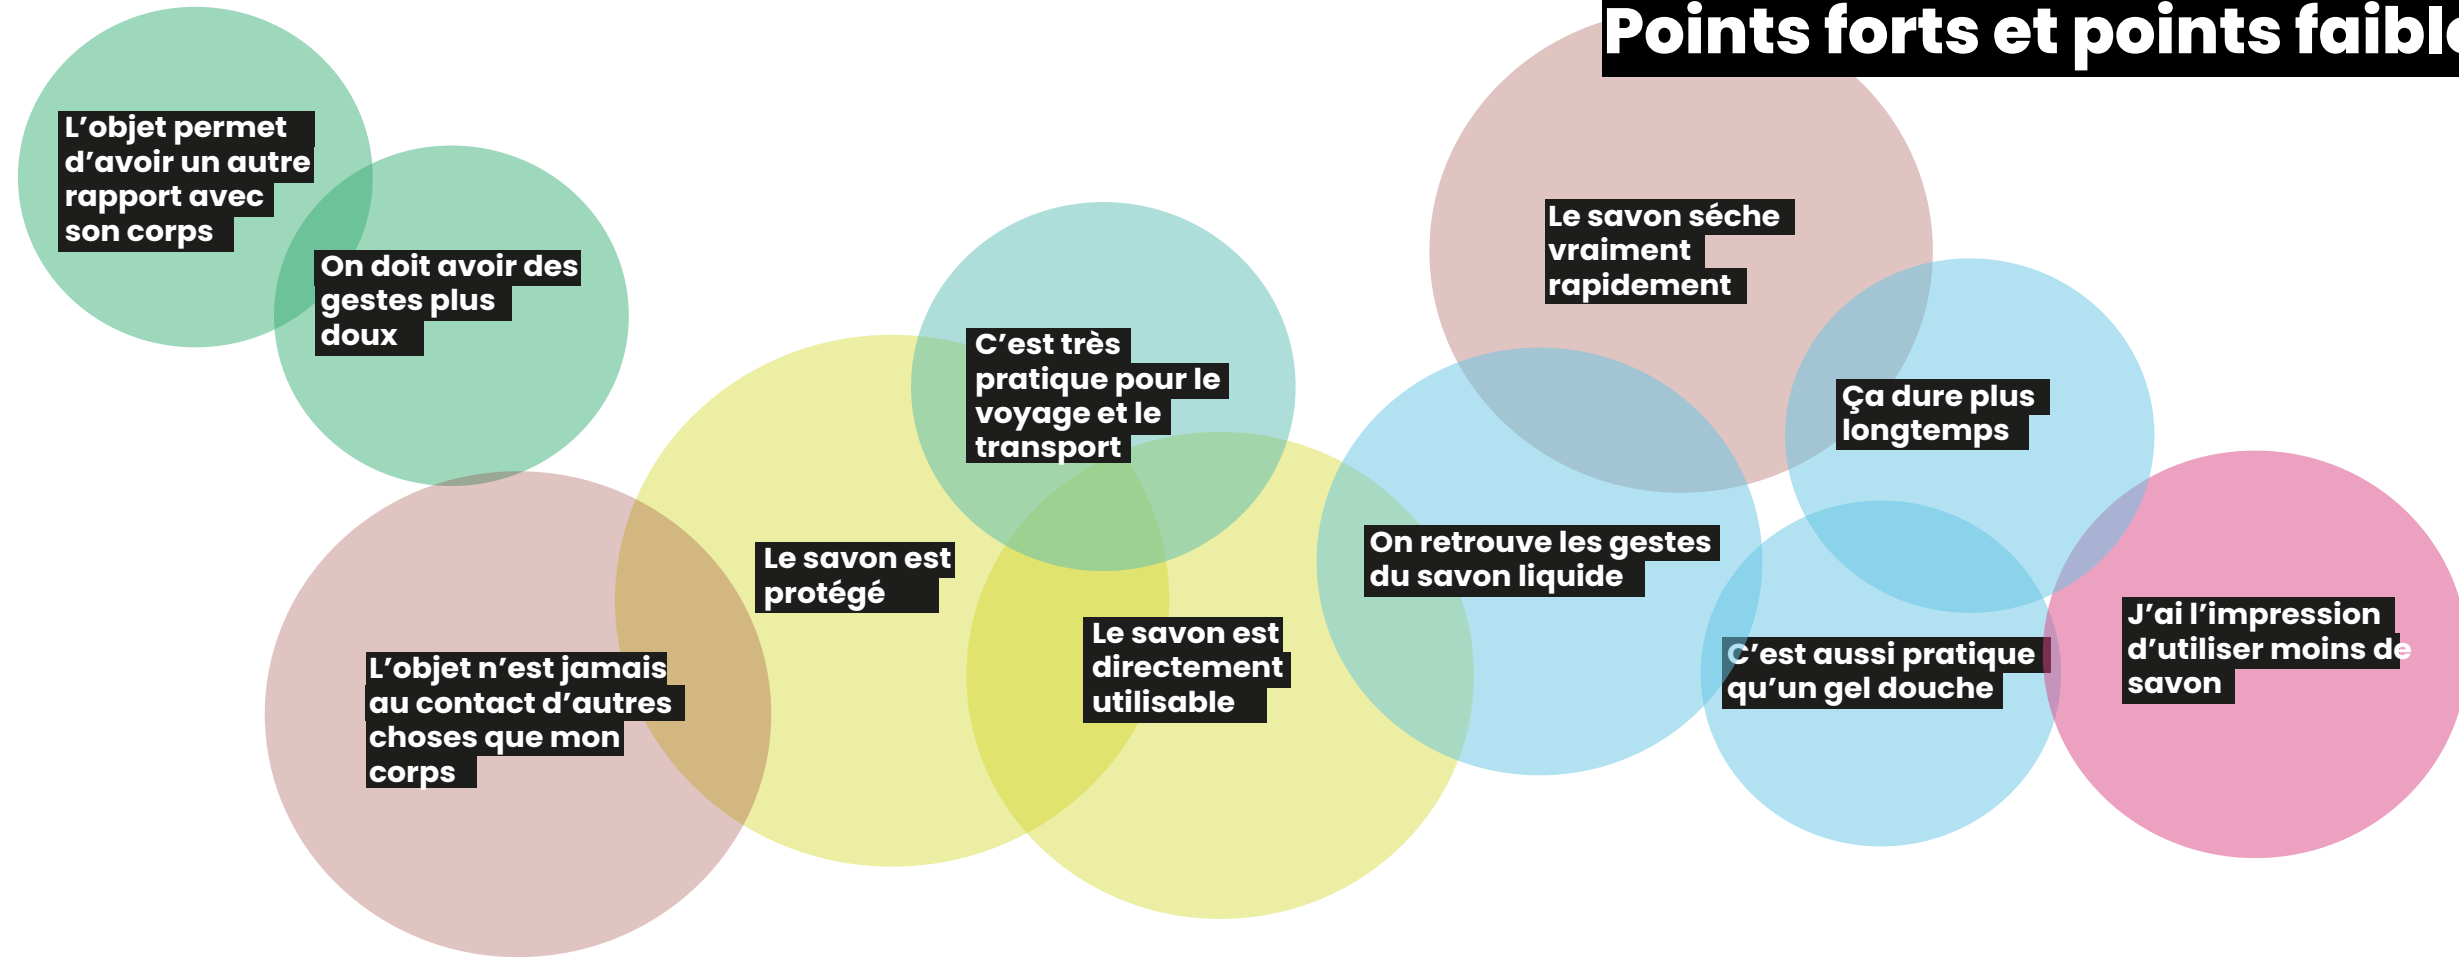 Points forts et points faibl
L’objet permet
d’avoir un autre
rapport avec
son corps
On doit avoir des
gestes plus
doux
C’est très
pratique pour le
voyage et le
transport
Le savon séche
vraiment
rapidement
Ça dure plus
longtemps
Le savon est
protégé
On retrouve les gestes
du savon liquide
Le savon est
directement
utilisable
L’objet n’est jamais
au contact d’autres
choses que mon
corps
C’est aussi pratique
qu’un gel douche
J’ai l’impression
d’utiliser moins de
savon